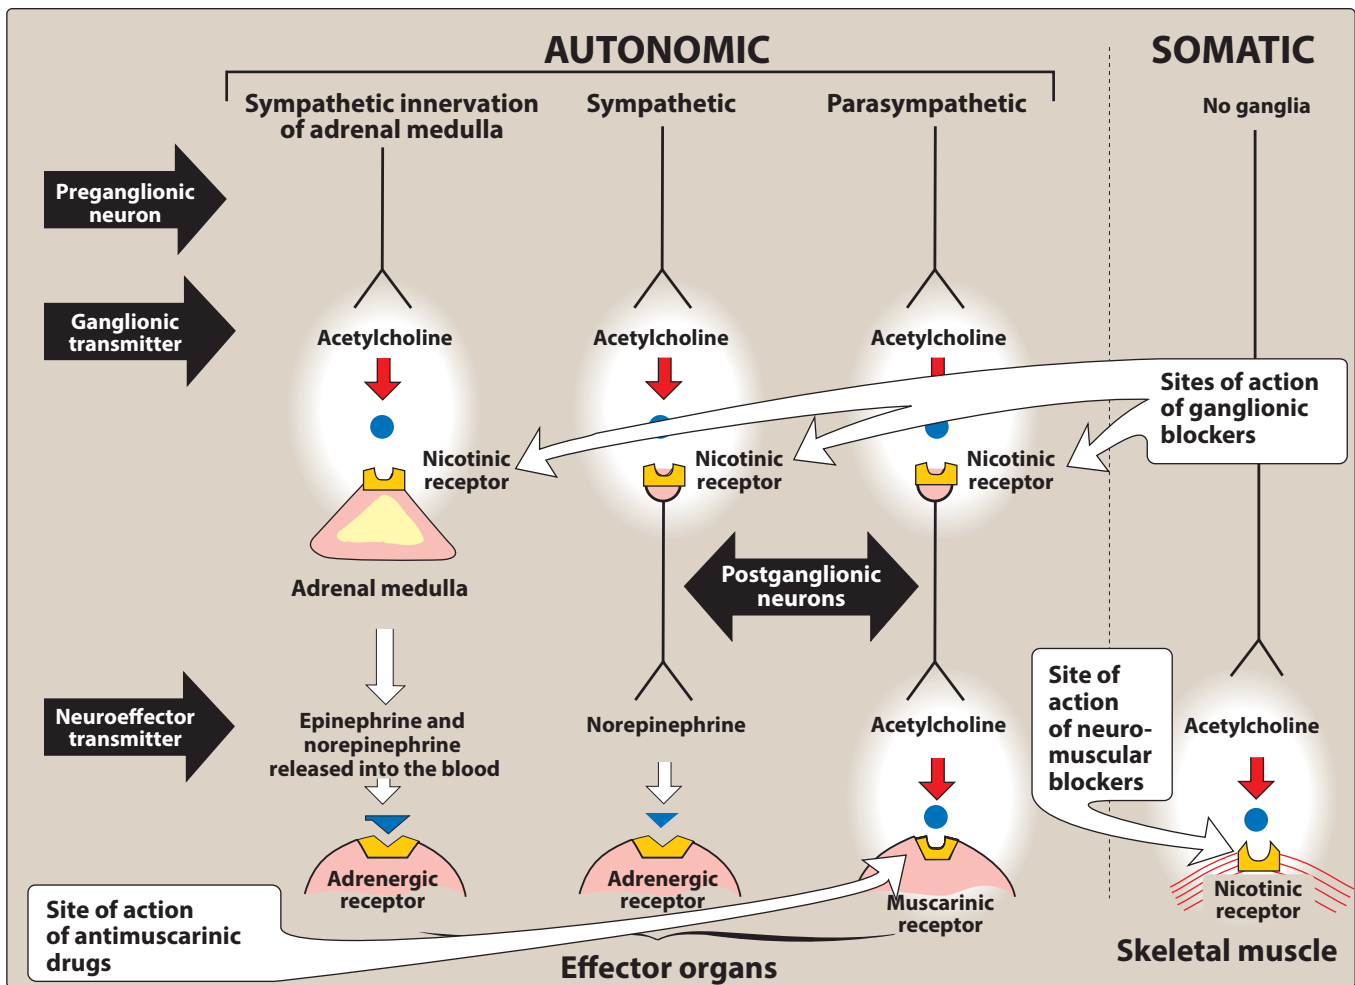 AUTONOMIC
SOMATIC
Sympathetic innervation
of adrenal medulla
Sympathetic
Parasympathetic
No ganglia
Preganglionic
neuron
Ganglionic
transmitter
Acetylcholine
Acetylcholine
Acetylcholine
Sites of action
of ganglionic
blockers
Nicotinic
receptor
Nicotinic
receptor
Nicotinic
receptor
Adrenal medulla
Postganglionic
neurons
Neuroeffector
transmitter
Epinephrine and
norepinephrine
released into the blood
Norepinephrine
Acetylcholine
Site of
action
of neuro-
muscular
blockers
Acetylcholine
Adrenergic
receptor
Adrenergic
receptor
Muscarinic
receptor
Nicotinic
receptor
Site of action
of antimuscarinic
drugs
Effector organs
Skeletal muscle